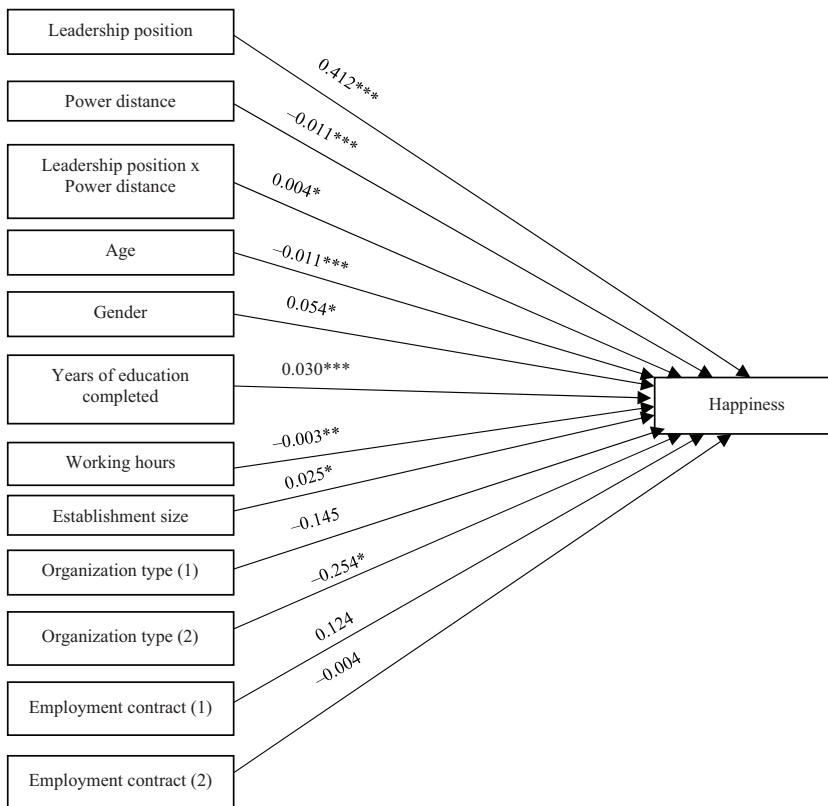 Leadership position
0.412***
Power distance
–0.011***
Leadership position x
Power distance
0.004*
Age
–0.011***
Gender
0.054*
Years of education
completed
0.030***
Happiness
Working hours
–0.003**
Establishment size
0.025*
Organization type (1)
–0.145
Organization type (2)
–0.254*
Employment contract (1)
0.124
Employment contract (2)
–0.004